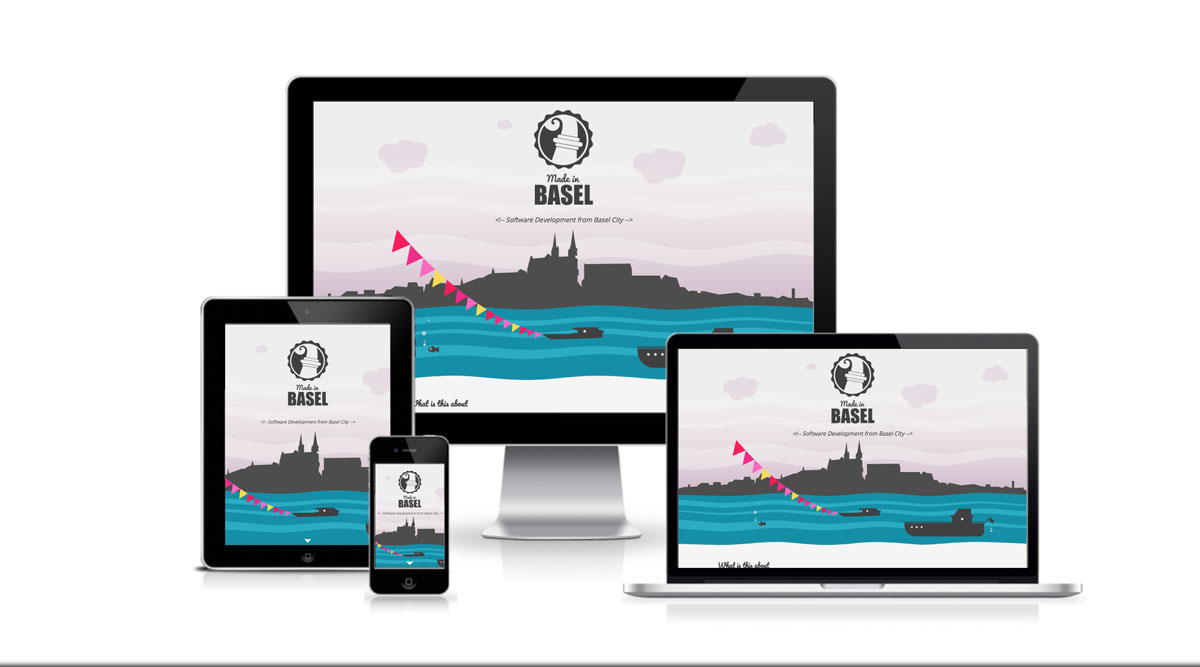 Made in
BASEL
<!-- Software Development from Basel City -->
hat is this about
Made in
BASEL
<!-- Software Development from Basel City -->
Made in
BASEL
<!-- Software Development from Basel City -->
Made in
BASEL
<!-- Software Development from Basel City -->
What is this about